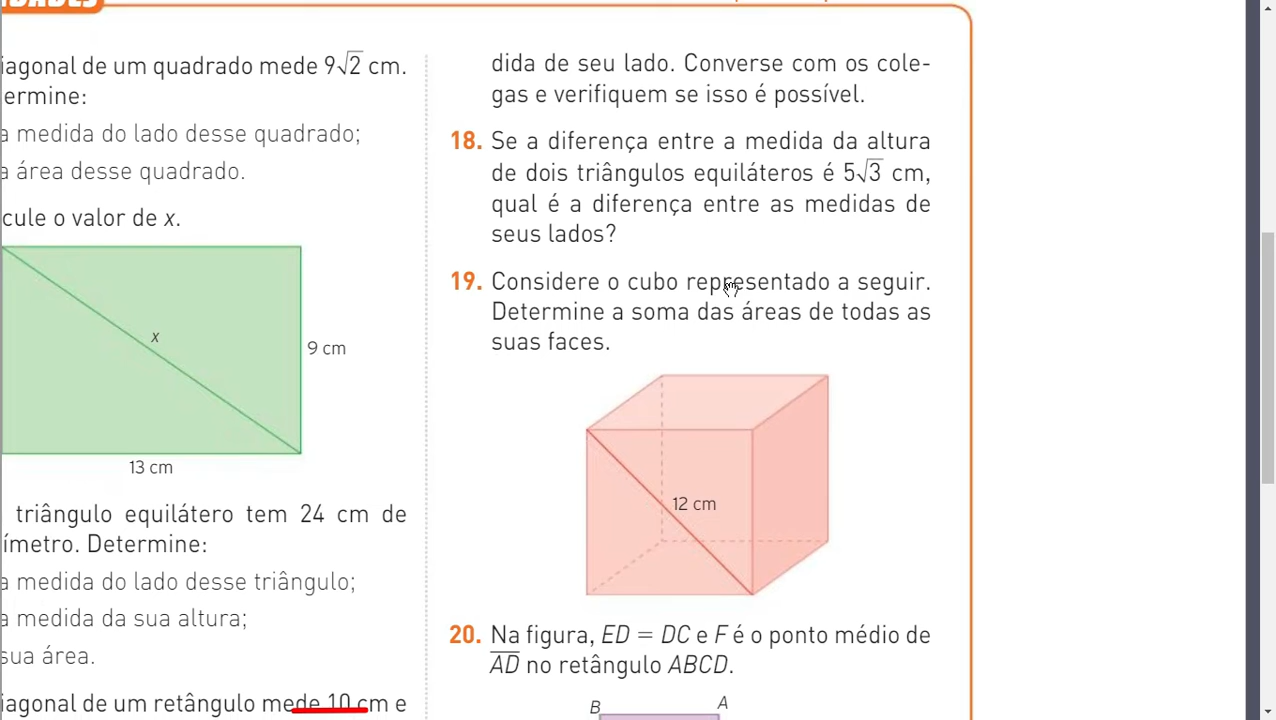 iagonal de um quadrado mede 9√2 cm.
ermine:
a medida do lado desse quadrado;
a área desse quadrado.
cule o valor de x.
x
9 cm
13 cm
triângulo equilátero tem 24 cm de
ímetro. Determine:
a medida do lado desse triângulo;
a medida da sua altura;
sua área.
iagonal de um retângulo mede 10 cm e
dida de seu lado. Converse com os cole-
gas e verifiquem se isso é possível.
18. Se a diferença entre a medida da altura
de dois triângulos equiláteros é 5√3 cm,
qual é a diferença entre as medidas de
seus lados?
19. Considere o cubo representado a seguir.
Determine a soma das áreas de todas as
suas faces.
12 cm
20. Na figura, ED = DC e F é o ponto médio de
A̅D̅ no retângulo ABCD.
B
A